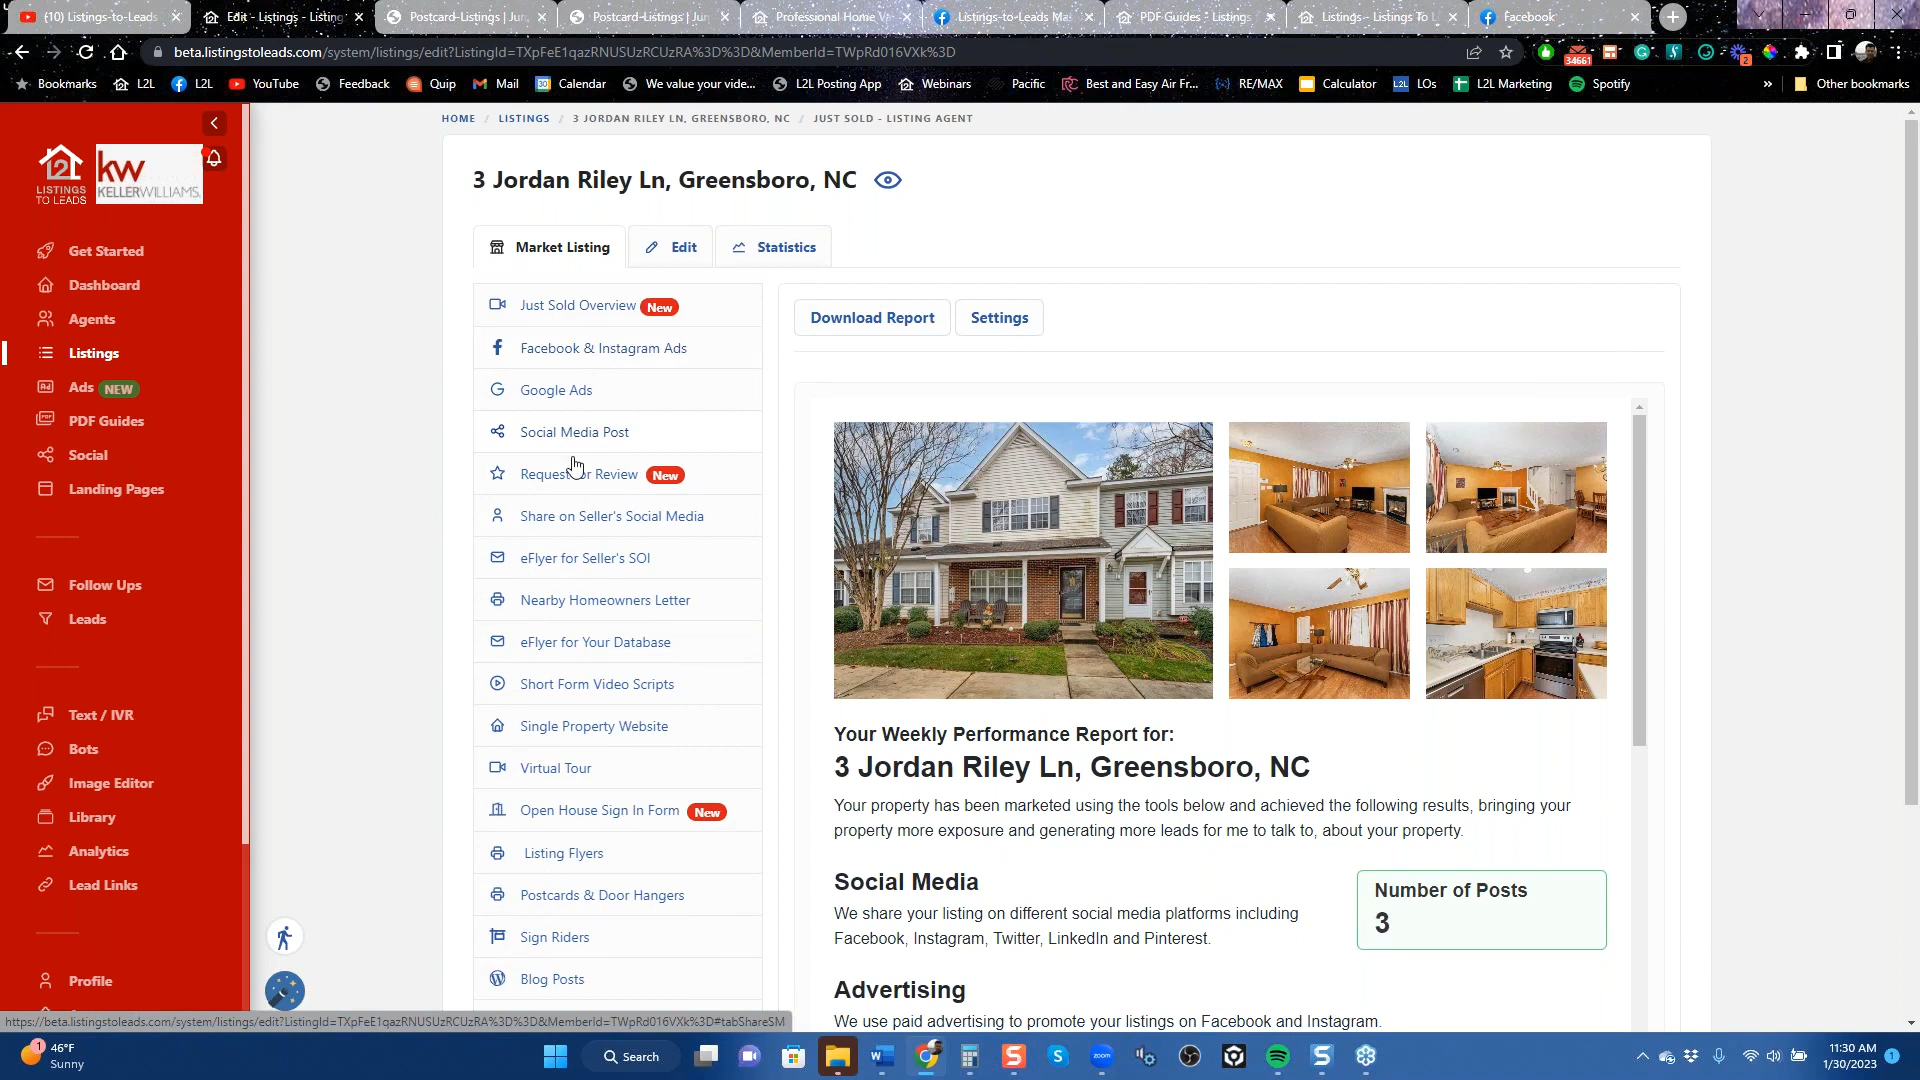 (10) Listings-to-Leads
Edit - Listings - Listing
Postcard-Listings | Jun
Postcard-Listings | Jun
Professional Home Va
Listings-to-Leads Ma
PDF Guides - Listings
Listings - Listings To L
Facebook
beta.listingstoleads.com/system/listings/edit?ListingId=TXpFeE1qazRNUSUzRCUzRA%3D%3D&MemberId=TWpRd016VXk%3D
34661
2
Bookmarks
L2L
L2L
YouTube
Feedback
Quip
Mail
Calendar
We value your vide...
L2L Posting App
Webinars
Pacific
Best and Easy Air Fr...
RE/MAX
Calculator
LOs
L2L Marketing
Spotify
Other bookmarks
HOME / LISTINGS / 3 JORDAN RILEY LN, GREENSBORO, NC / JUST SOLD - LISTING AGENT
L2L
LISTINGS
TO LEADS
kw
KELLERWILLIAMS.
Get Started
Dashboard
Agents
Listings
Ads NEW
PDF Guides
Social
Landing Pages
Follow Ups
Leads
Text / IVR
Bots
Image Editor
Library
Analytics
Lead Links
Profile
3 Jordan Riley Ln, Greensboro, NC
Market Listing
Edit
Statistics
Just Sold Overview New
Facebook & Instagram Ads
Google Ads
Social Media Post
Request for Review New
Share on Seller's Social Media
eFlyer for Seller's SOI
Nearby Homeowners Letter
eFlyer for Your Database
Short Form Video Scripts
Single Property Website
Virtual Tour
Open House Sign In Form New
Listing Flyers
Postcards & Door Hangers
Sign Riders
Blog Posts
Download Report
Settings
Your Weekly Performance Report for:
3 Jordan Riley Ln, Greensboro, NC
Your property has been marketed using the tools below and achieved the following results, bringing your
property more exposure and generating more leads for me to talk to, about your property.
Social Media
We share your listing on different social media platforms including
Facebook, Instagram, Twitter, LinkedIn and Pinterest.
Number of Posts
3
Advertising
We use paid advertising to promote your listings on Facebook and Instagram.
https://beta.listingstoleads.com/system/listings/edit?ListingId=TXpFeE1qazRNUSUzRCUzRA%3D%3D&MemberId=TWpRd016VXk%3D#tabShareSM
1
46°F
Sunny
Search
zoom
11:30 AM
1/30/2023
1